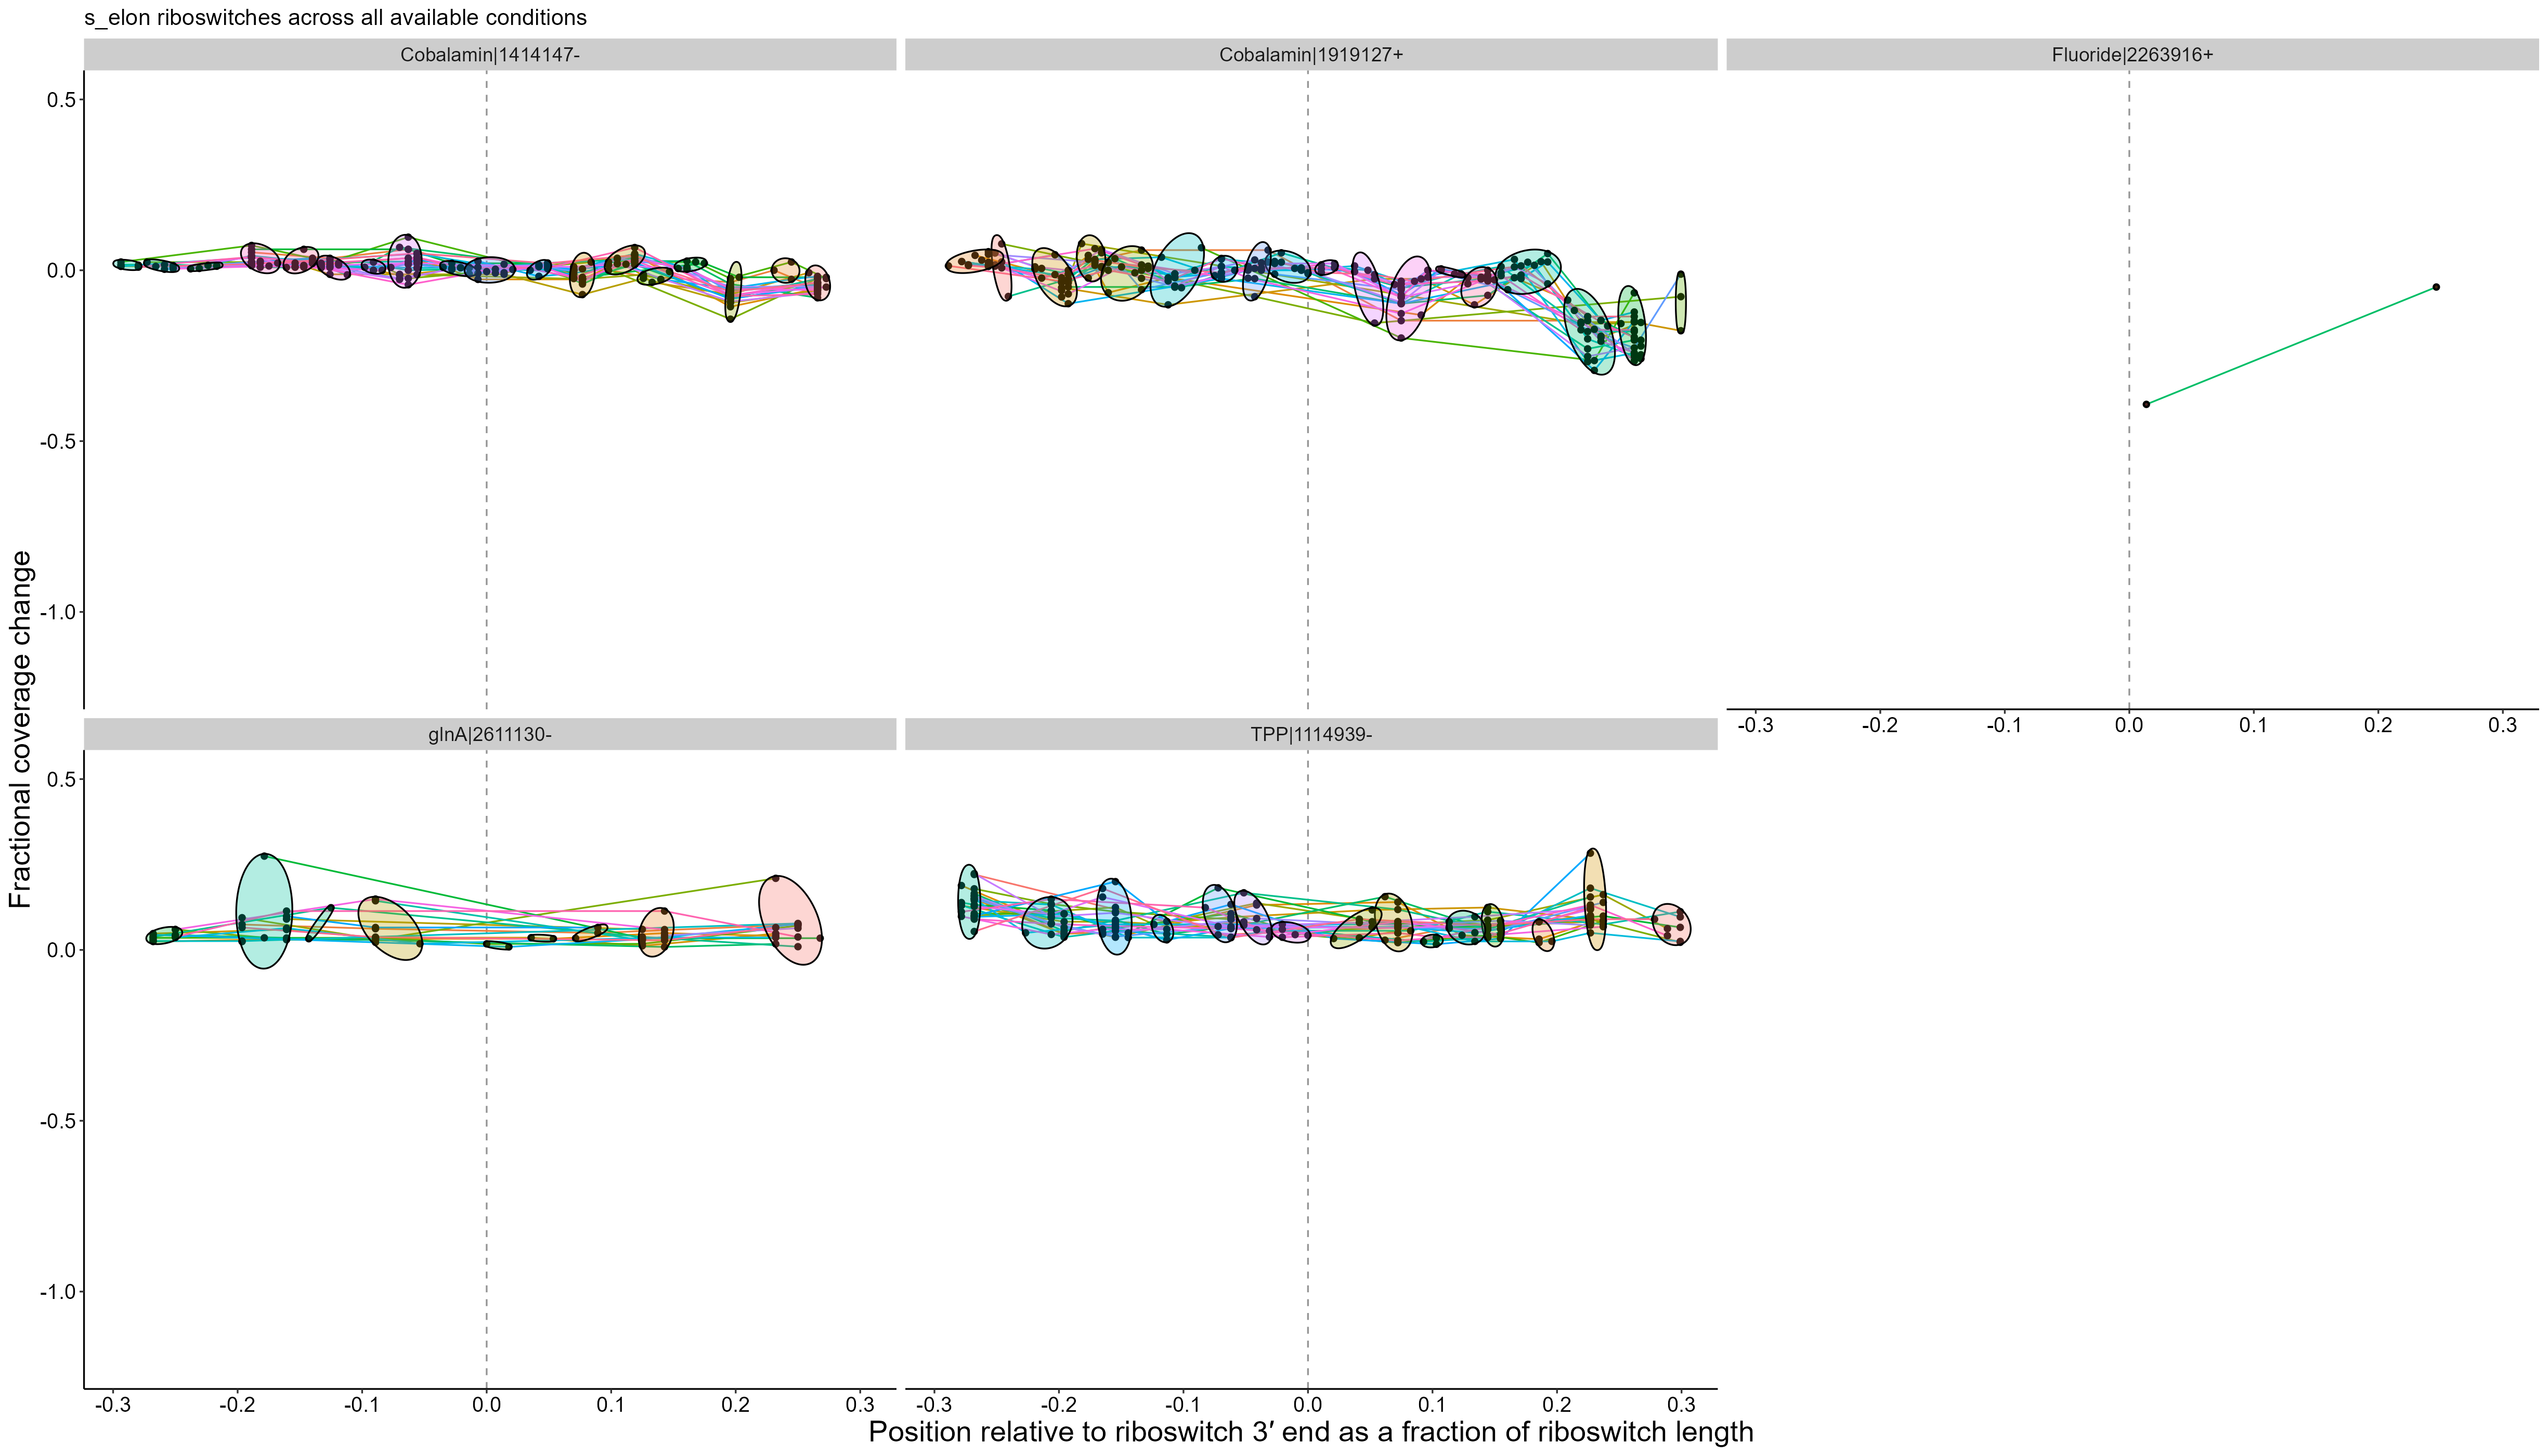 s_elon riboswitches across all available conditions
Cobalamin|1414147-
Cobalamin|1919127+
Fluoride|2263916+
0.5
0.0
-0.5
-1.0
-0.3 -0.2 -0.1 0.0 0.1 0.2 0.3
glnA|2611130-
TPP|1114939-
0.5
0.0
-0.5
-1.0
-0.3 -0.2 -0.1 0.0 0.1 0.2 0.3
-0.3 -0.2 -0.1 0.0 0.1 0.2 0.3
Fractional coverage change
Position relative to riboswitch 3′ end as a fraction of riboswitch length